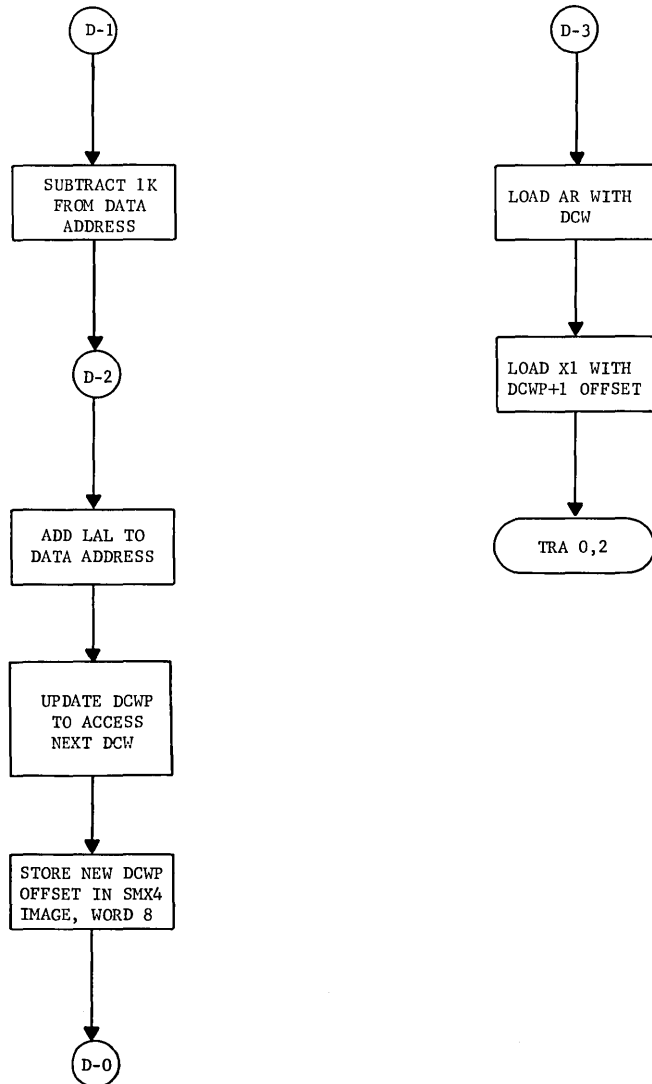 D-1
SUBTRACT 1K
FROM DATA
ADDRESS
D-2
ADD LAL TO
DATA ADDRESS
UPDATE DCWP
TO ACCESS
NEXT DCW
STORE NEW DCWP
OFFSET IN SMX4
IMAGE, WORD 8
D-0
D-3
LOAD AR WITH
DCW
LOAD X1 WITH
DCWP+1 OFFSET
TRA 0,2